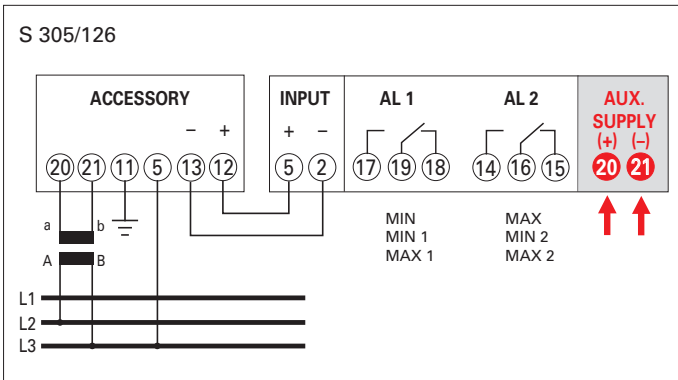 S 305/126
ACCESSORY INPUT AL 1 AL 2 AUX.
SUPPLY
– + + – (+) (–)
20 21 11 5 13 12 5 2 17 19 18 14 16 15 20 21
a b
MIN MAX
MIN 1 MIN 2
MAX 1 MAX 2
A B
L1
L2
L3